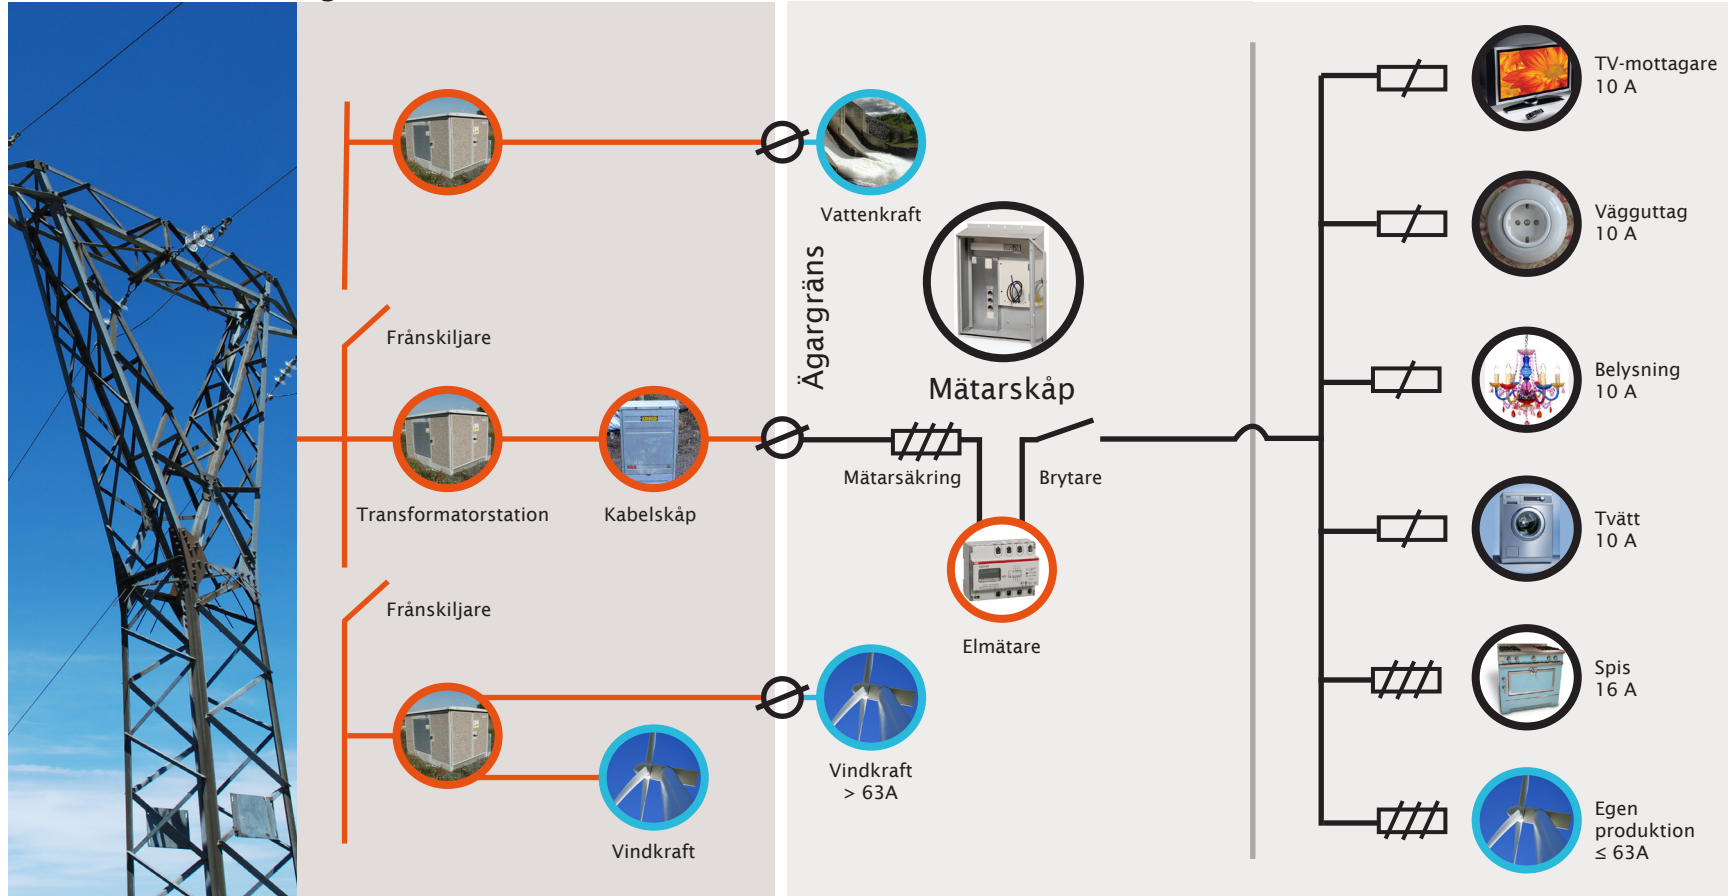 Vattenkraft
Ägargräns
Frånskiljare
Mätarskåp
Transformatorstation
Kabelskåp
Mätarsäkring
Brytare
Frånskiljare
Elmätare
Vindkraft
> 63A
Vindkraft
TV-mottagare
10 A
Vägguttag
10 A
Belysning
10 A
Tvätt
10 A
Spis
16 A
Egen
produktion
≤ 63A